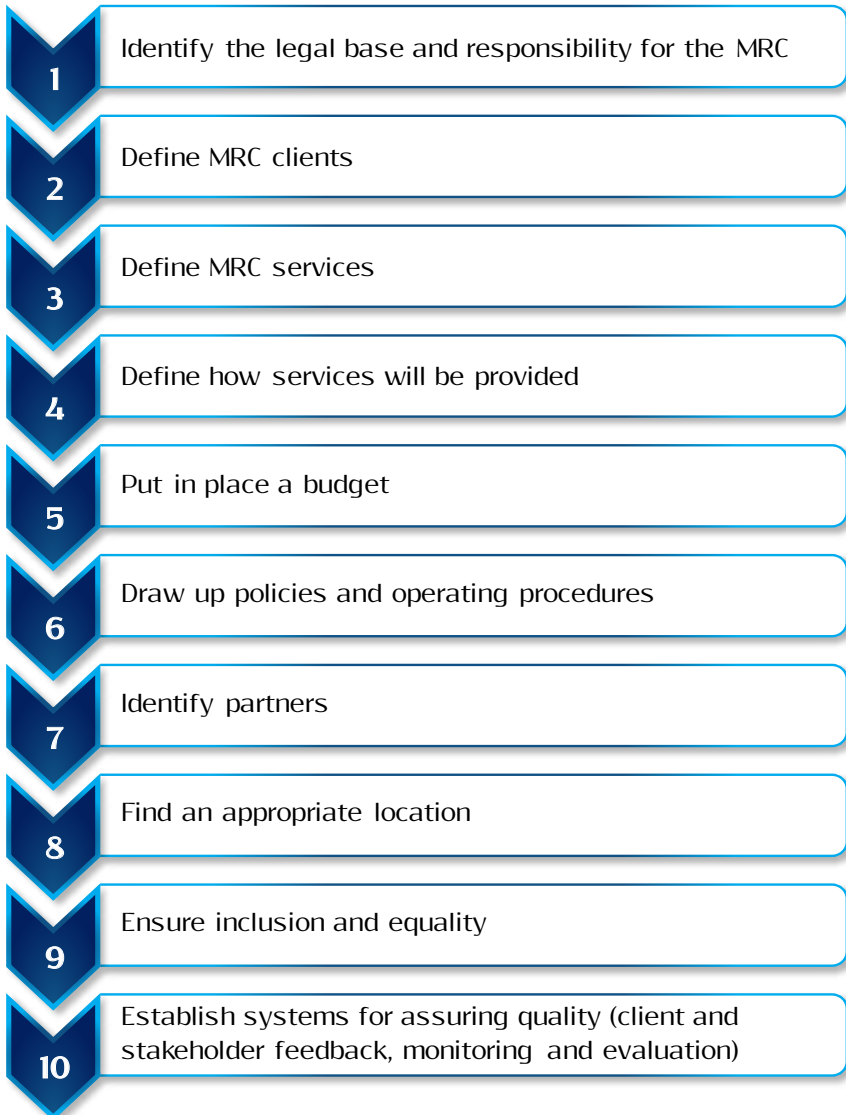 1
Identify the legal base and responsibility for the MRC
2
Define MRC clients
3
Define MRC services
4
Define how services will be provided
5
Put in place a budget
6
Draw up policies and operating procedures
7
Identify partners
8
Find an appropriate location
9
Ensure inclusion and equality
10
Establish systems for assuring quality (client and
stakeholder feedback, monitoring and evaluation)